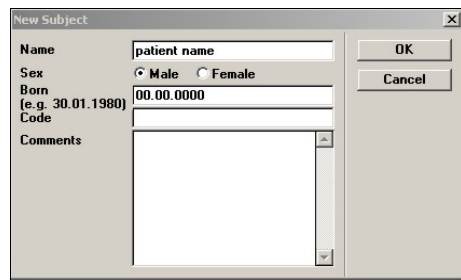 New Subject
Name patient name OK
Sex Male Female
Cancel
Born 00.00.0000
(e.g. 30.01.1980)
Code
Comments